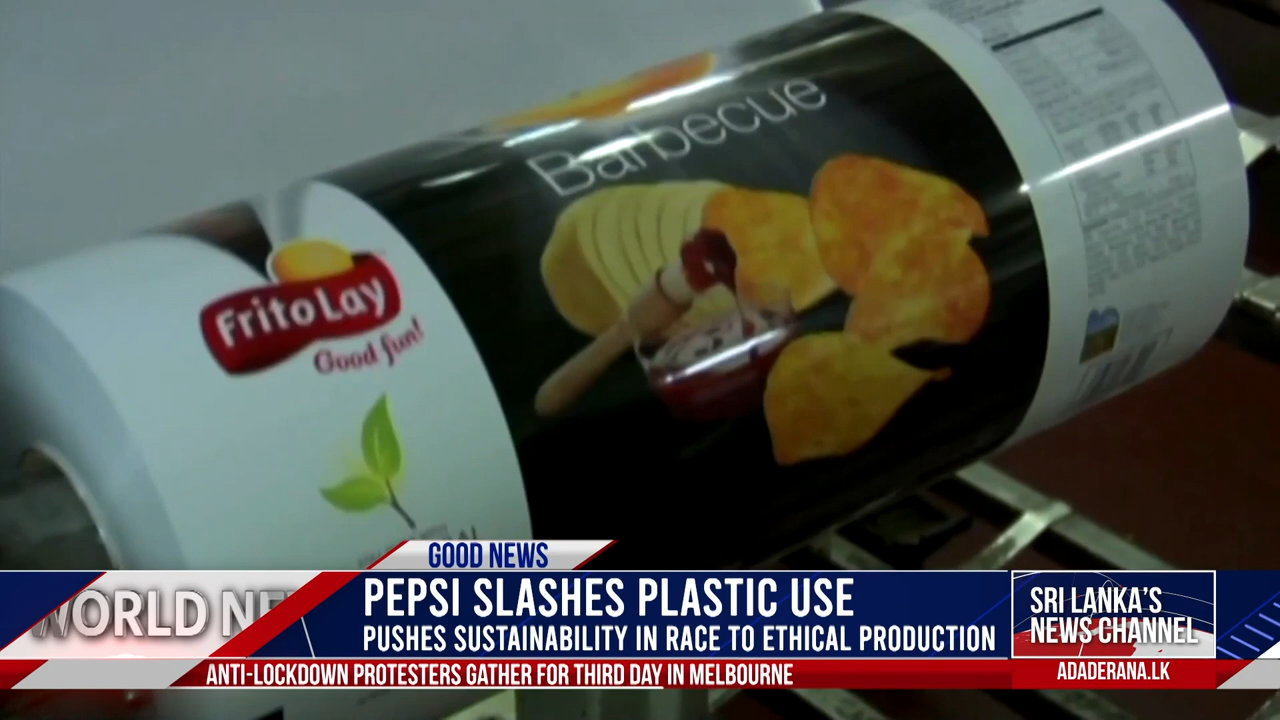 Barbecue
FritoLay
Good fun!
GOOD NEWS
WORLD NE
PEPSI SLASHES PLASTIC USE
PUSHES SUSTAINABILITY IN RACE TO ETHICAL PRODUCTION
SRI LANKA'S
NEWS CHANNEL
ANTI-LOCKDOWN PROTESTERS GATHER FOR THIRD DAY IN MELBOURNE
ADADERANA.LK